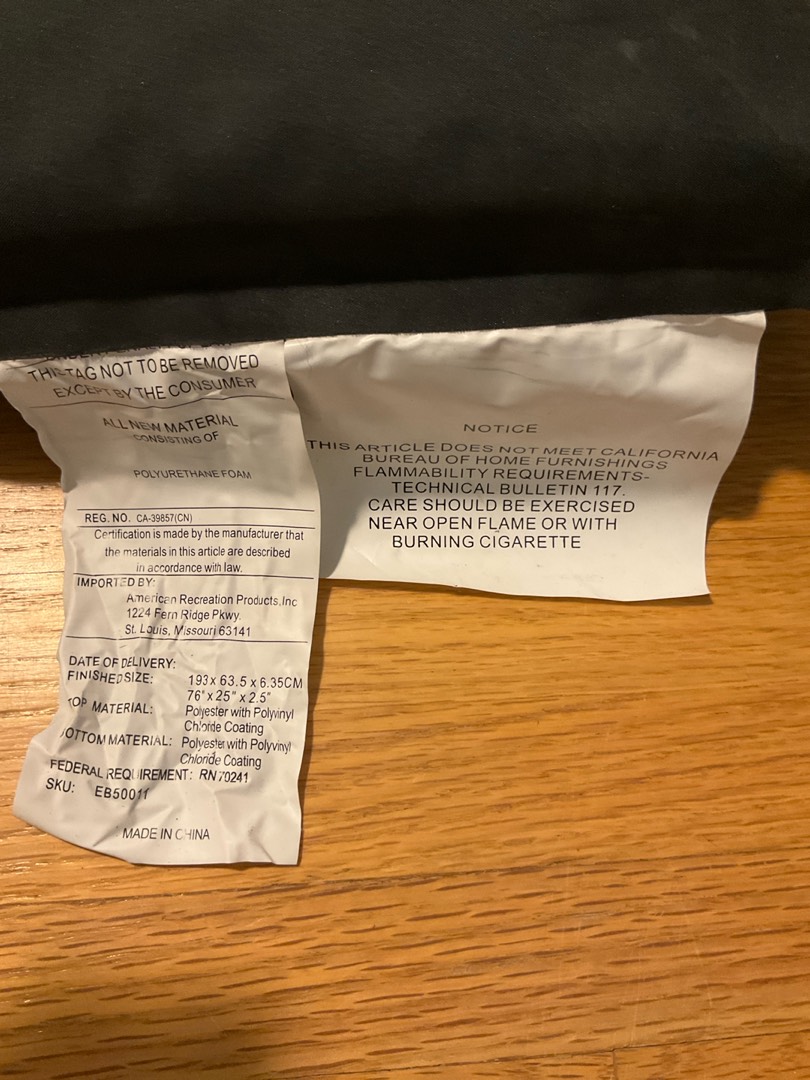 THIS TAG NOT TO BE REMOVED
EXCEPT BY THE CONSUMER
ALL NEW MATERIAL
CONSISTING OF
POLYURETHANE FOAM
REG. NO. CA-39857(CN)
Certification is made by the manufacturer that
the materials in this article are described
in accordance with law.
IMPORTED BY:
American Recreation Products,Inc
1224 Fern Ridge Pkwy.
St. Louis, Missouri 63141
DATE OF DELIVERY:
FINISHED SIZE: 193 x 63.5 x 6.35CM
76" x 25" x 2.5"
TOP MATERIAL: Polyester with Polyvinyl
Chloride Coating
BOTTOM MATERIAL: Polyester with Polyvinyl
Chloride Coating
FEDERAL REQUIREMENT: RN70241
SKU: EB50011
MADE IN CHINA
NOTICE
THIS ARTICLE DOES NOT MEET CALIFORNIA
BUREAU OF HOME FURNISHINGS
FLAMMABILITY REQUIREMENTS-
TECHNICAL BULLETIN 117.
CARE SHOULD BE EXERCISED
NEAR OPEN FLAME OR WITH
BURNING CIGARETTE